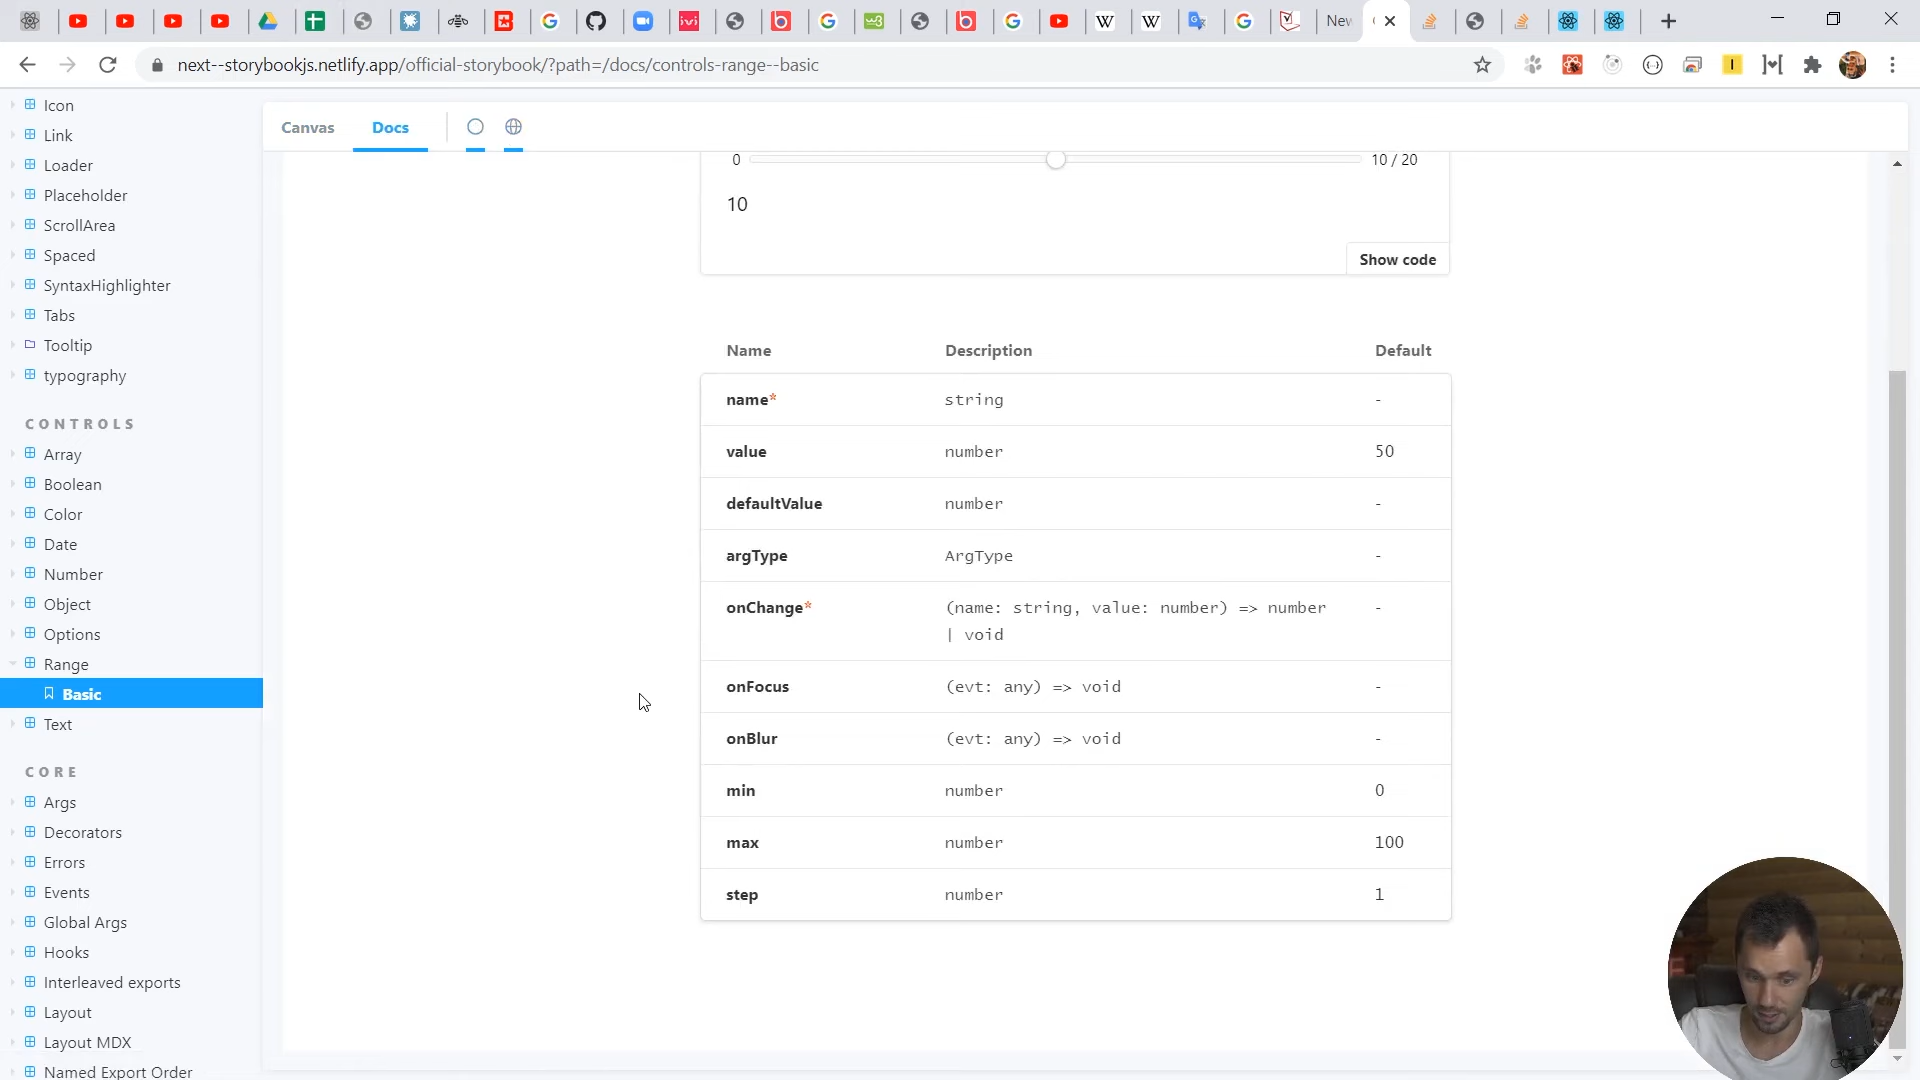 New
next--storybookjs.netlify.app/official-storybook/?path=/docs/controls-range--basic
Icon
Link
Loader
Placeholder
ScrollArea
Spaced
SyntaxHighlighter
Tabs
Tooltip
typography
CONTROLS
Array
Boolean
Color
Date
Number
Object
Options
Range
Basic
Text
CORE
Args
Decorators
Errors
Events
Global Args
Hooks
Interleaved exports
Layout
Layout MDX
Named Export Order
Canvas Docs
0 10 / 20
10
Show code
Name Description Default
name* string -
value number 50
defaultValue number -
argType ArgType -
onChange* (name: string, value: number) => number -
| void
onFocus (evt: any) => void -
onBlur (evt: any) => void -
min number 0
max number 100
step number 1